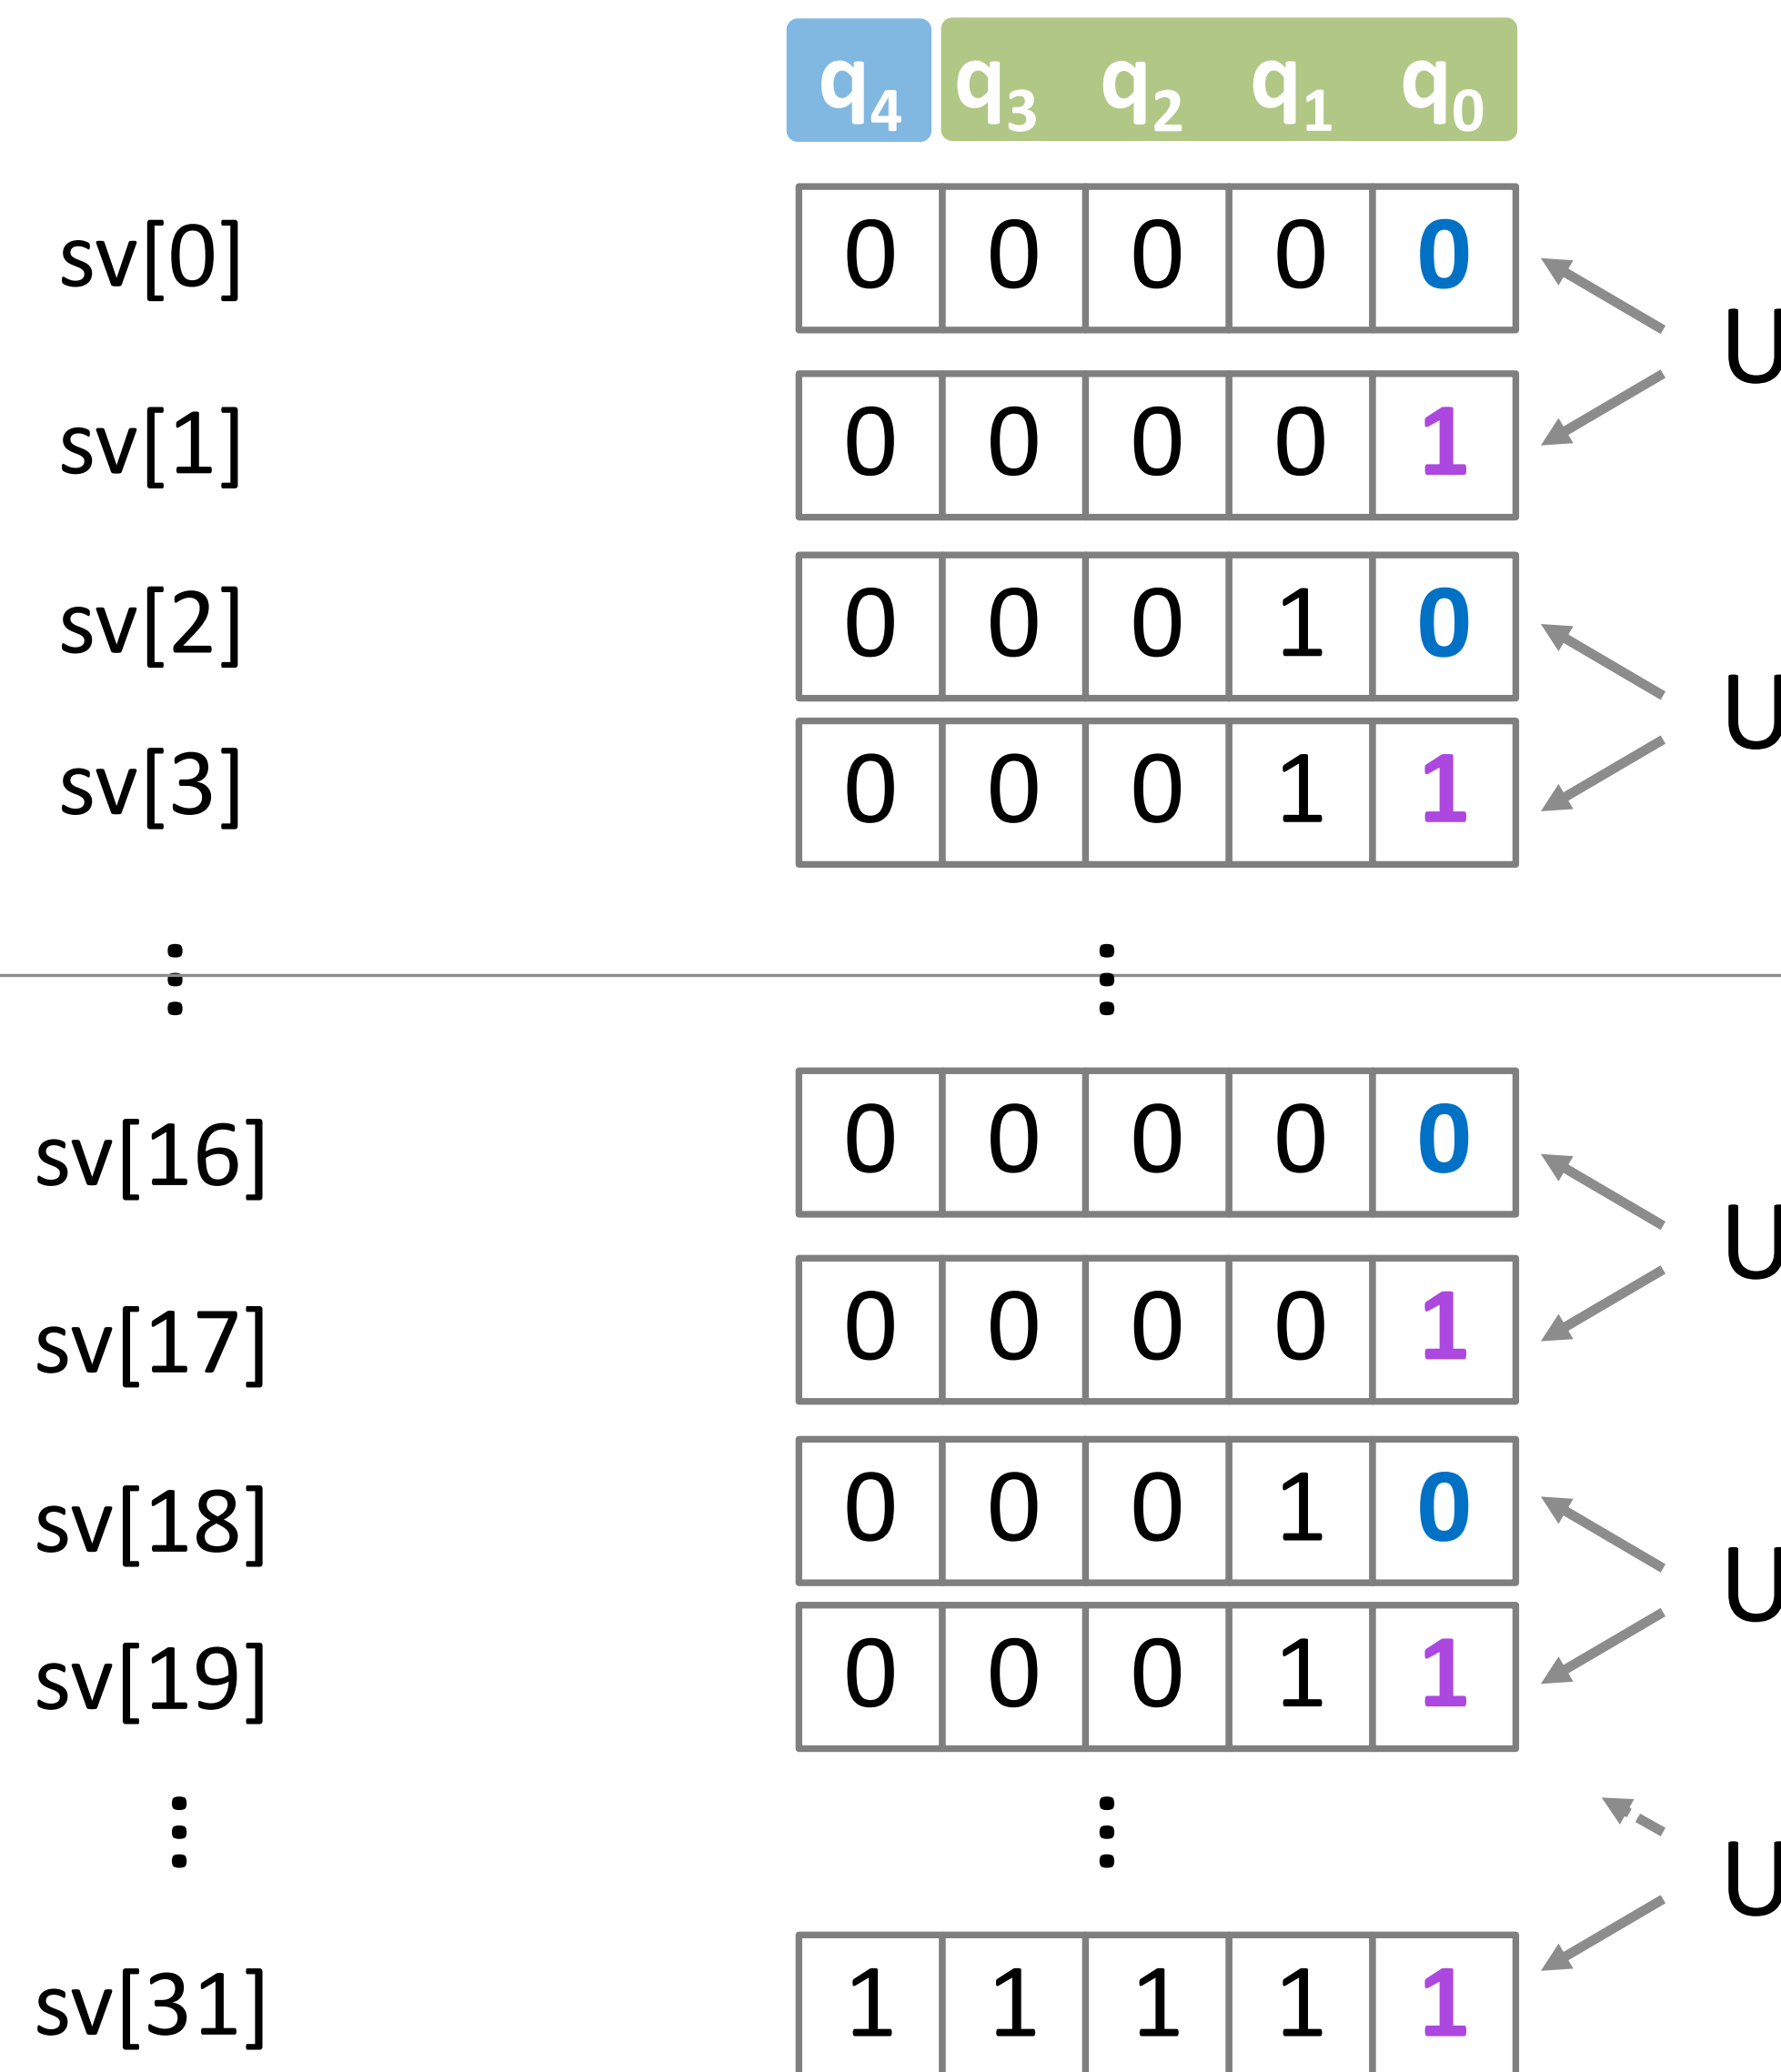 q4 q3 q2 q1 q0
sv[0] 0 0 0 0 0
U
sv[1] 0 0 0 0 1
sv[2] 0 0 0 1 0
U
sv[3] 0 0 0 1 1
⋮ ⋮
sv[16] 0 0 0 0 0
U
sv[17] 0 0 0 0 1
sv[18] 0 0 0 1 0
U
sv[19] 0 0 0 1 1
⋮ ⋮
U
sv[31] 1 1 1 1 1